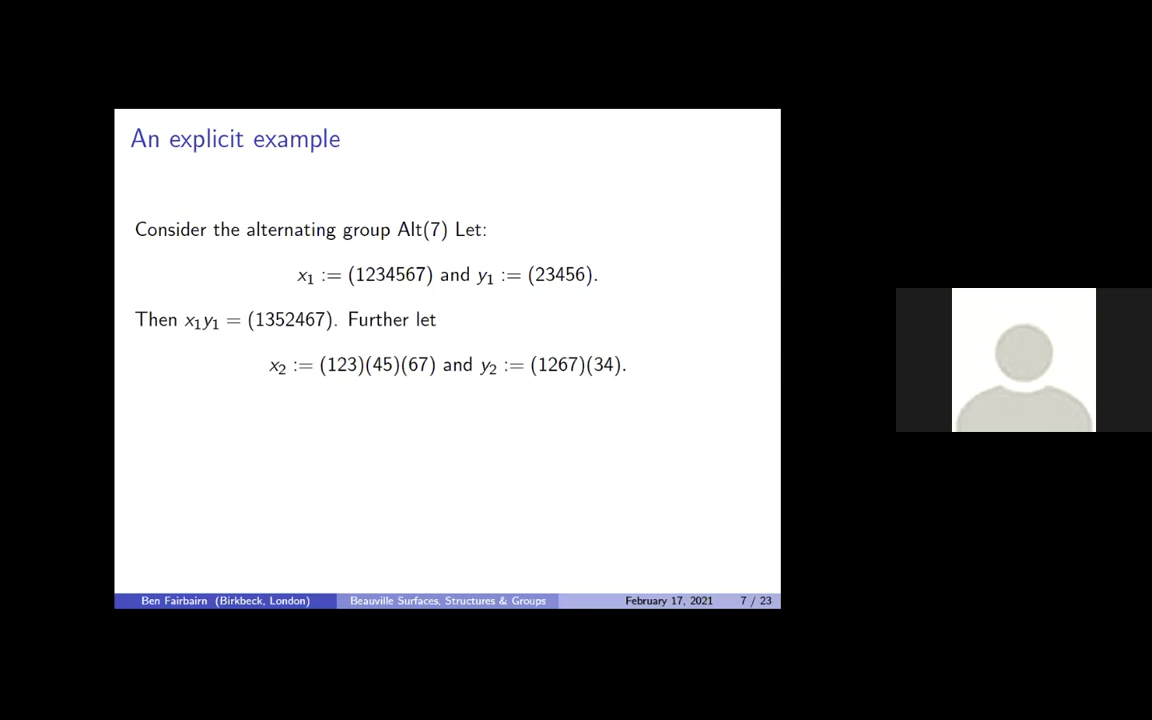 An explicit example
Consider the alternating group Alt(7) Let:
x₁ := (1234567) and y₁ := (23456).
Then x₁y₁ = (1352467). Further let
x₂ := (123)(45)(67) and y₂ := (1267)(34).
Ben Fairbairn (Birkbeck, London) Beauville Surfaces, Structures & Groups February 17, 2021 7 / 23